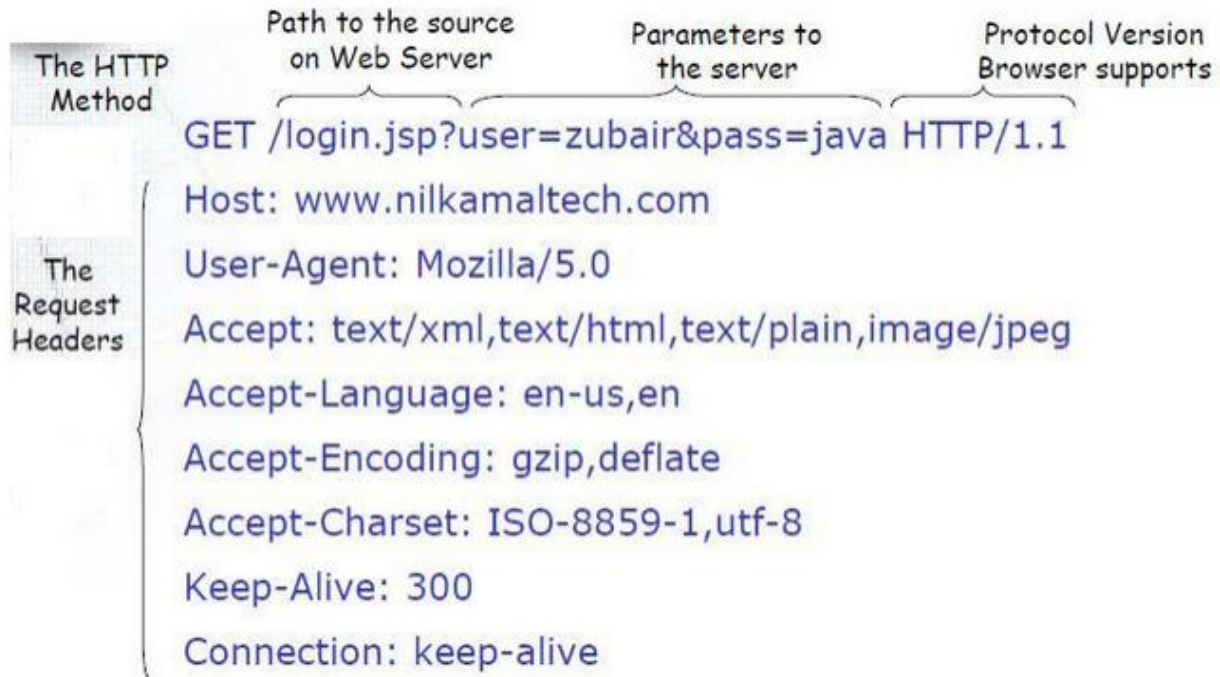 The HTTP
Method
Path to the source
on Web Server
Parameters to
the server
Protocol Version
Browser supports
GET /login.jsp?user=zubair&pass=java HTTP/1.1
The
Request
Headers
Host: www.nilkamaltech.com
User-Agent: Mozilla/5.0
Accept: text/xml,text/html,text/plain,image/jpeg
Accept-Language: en-us,en
Accept-Encoding: gzip,deflate
Accept-Charset: ISO-8859-1,utf-8
Keep-Alive: 300
Connection: keep-alive